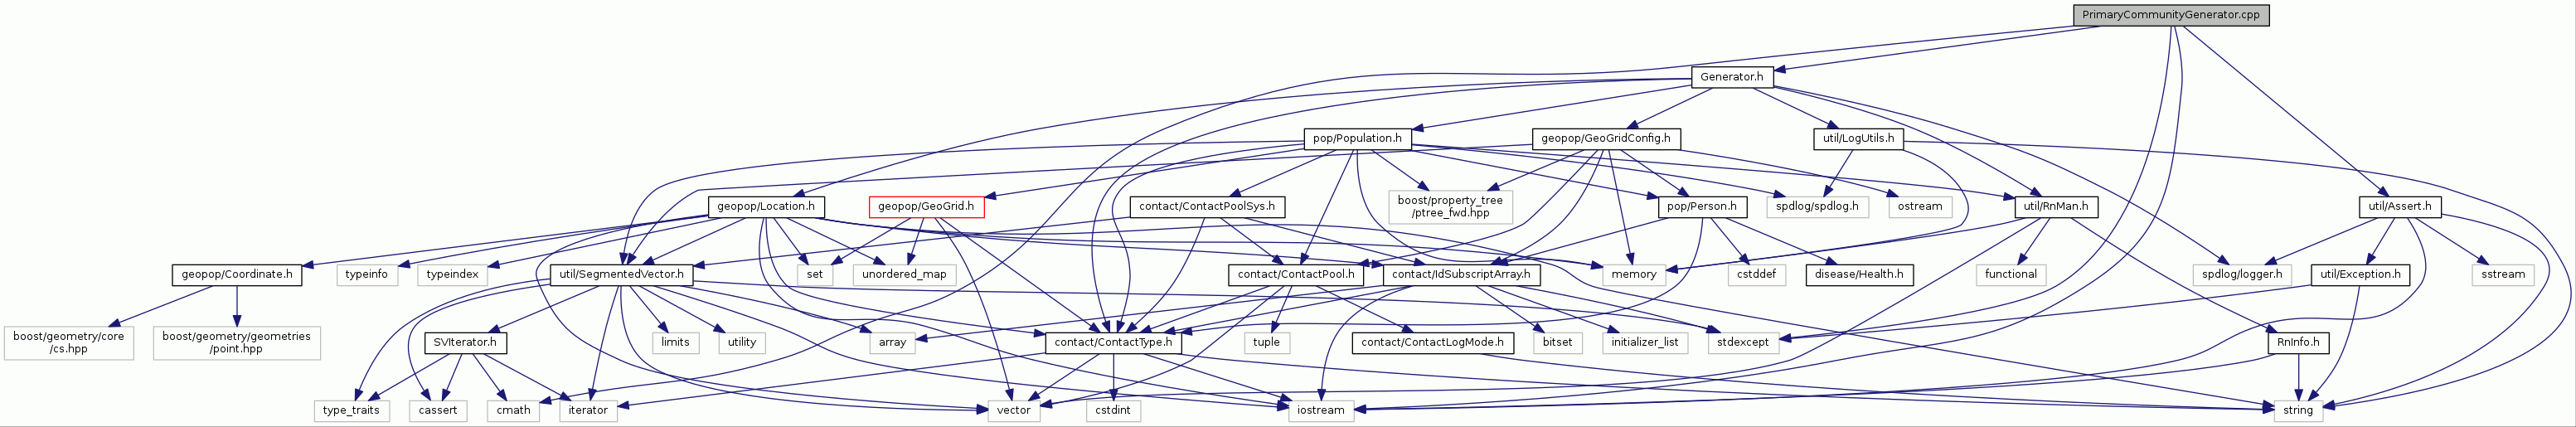 PrimaryCommunityGenerator.cpp
Generator.h
pop/Population.h
geopop/GeoGridConfig.h
util/LogUtils.h
geopop/Location.h
geopop/GeoGrid.h
contact/ContactPoolSys.h
boost/property_tree
/ptree_fwd.hpp
pop/Person.h
spdlog/spdlog.h
ostream
util/RnMan.h
util/Assert.h
geopop/Coordinate.h
typeinfo
typeindex
util/SegmentedVector.h
set
unordered_map
contact/ContactPool.h
contact/IdSubscriptArray.h
memory
cstddef
disease/Health.h
functional
spdlog/logger.h
util/Exception.h
sstream
boost/geometry/core
/cs.hpp
boost/geometry/geometries
/point.hpp
SVIterator.h
limits
utility
array
contact/ContactType.h
tuple
contact/ContactLogMode.h
bitset
initializer_list
stdexcept
RnInfo.h
type_traits
cassert
cmath
iterator
vector
cstdint
iostream
string